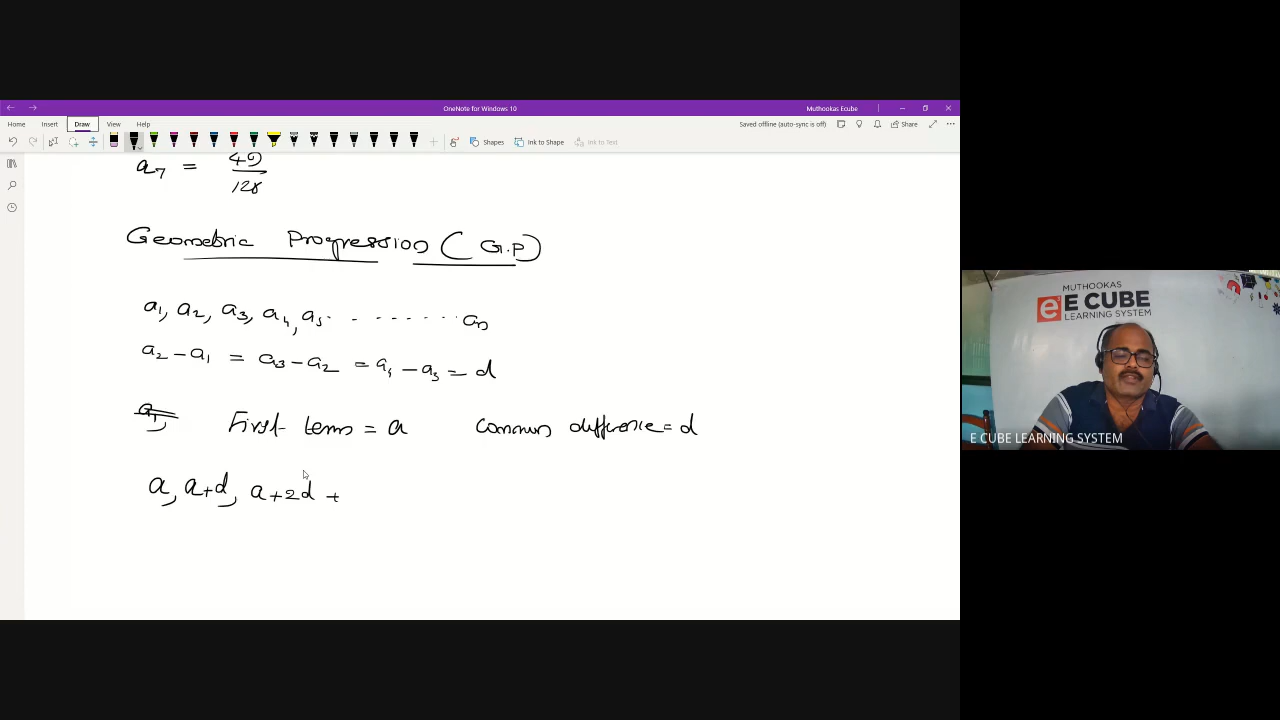 OneNote for Windows 10
Muthookas Ecube
Home Insert Draw View Help
Saved offline (auto-sync is off)
Share
Shapes
Ink to Shape
Ink to Text
a₇ = 49/128
Geometric Progression (G.P)
a₁, a₂, a₃, a₄, a₅. . . . . . . . . aₙ
a₂ - a₁ = a₃ - a₂ = a₄ - a₃ = d
a₁,
First term = a Common difference = d
a, a+d, a+2d +
MUTHOOKAS
e³ E CUBE
LEARNING SYSTEM
E CUBE LEARNING SYSTEM